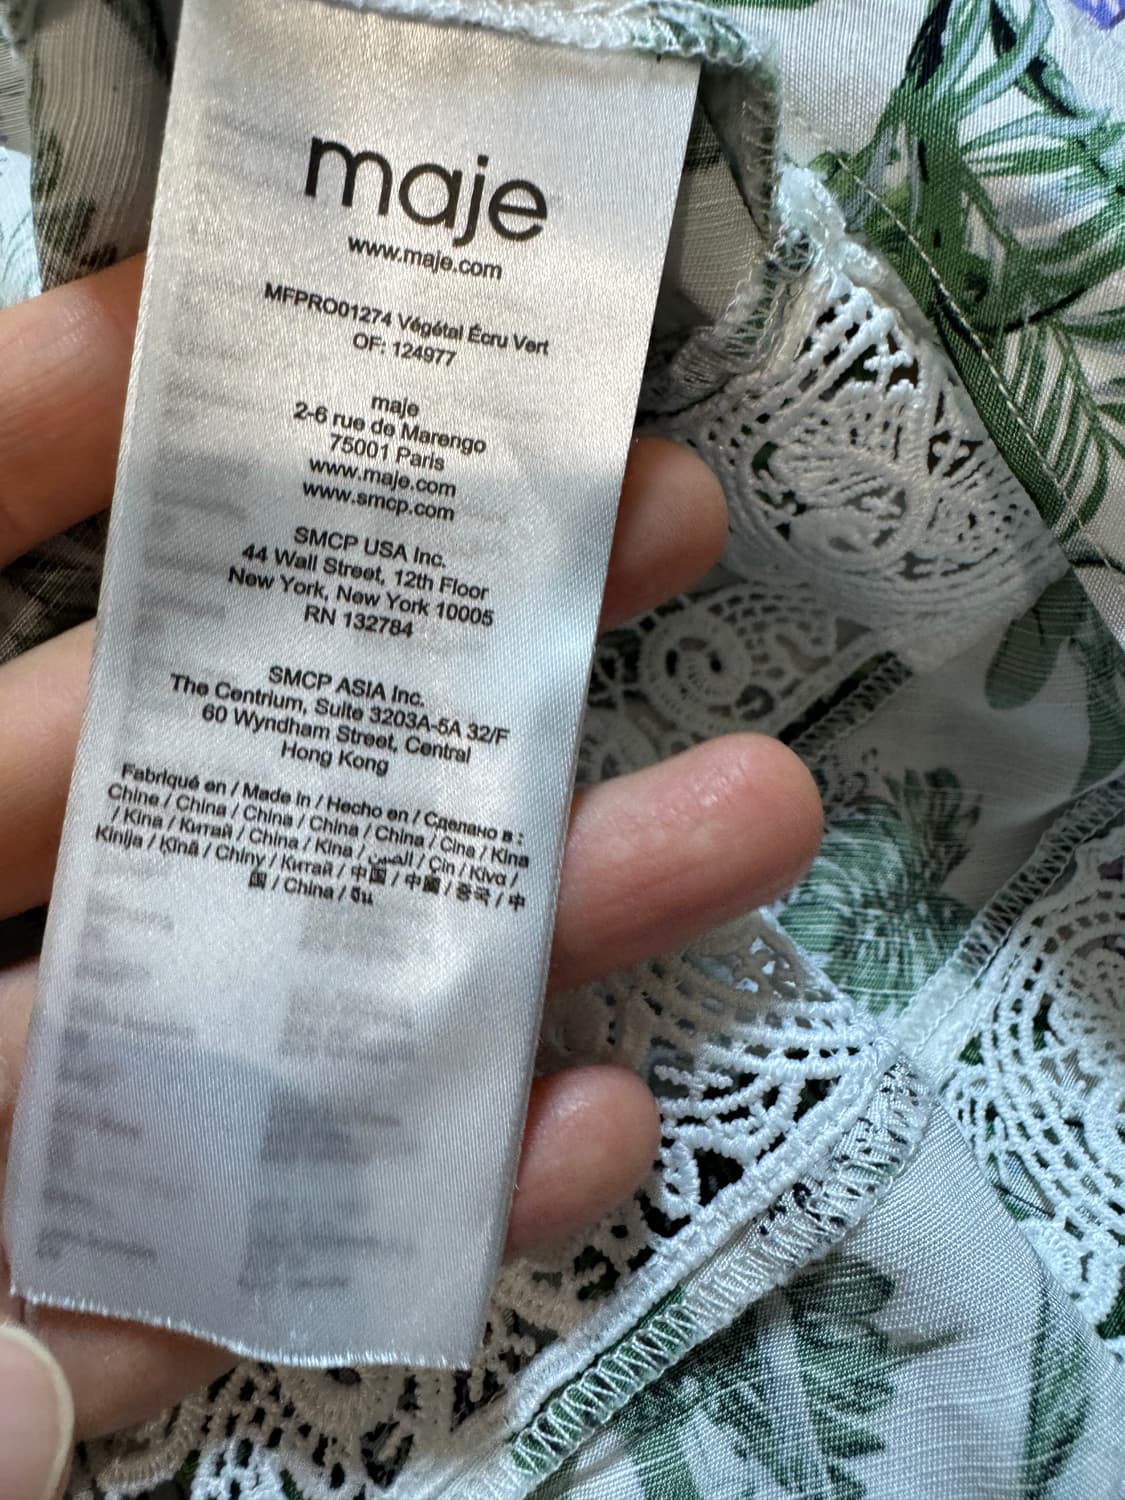 maje
www.maje.com
MFPRO01274 Végétal Écru Vert
OF: 124977
maje
2-6 rue de Marengo
75001 Paris
www.maje.com
www.smcp.com
SMCP USA Inc.
44 Wall Street, 12th Floor
New York, New York 10005
RN 132784
SMCP ASIA Inc.
The Centrium, Suite 3203A-5A 32/F
60 Wyndham Street, Central
Hong Kong
Fabriqué en / Made in / Hecho en / Сделано в :
Chine / China / China / China / China / Cina / Kina
/ Kina / Китай / China / Kina / الصين / Çin / Κίνα /
Kinija / Ķīnā / Chiny / Китай / 中国 / 中國 / 중국 / 中
国 / China / จีน